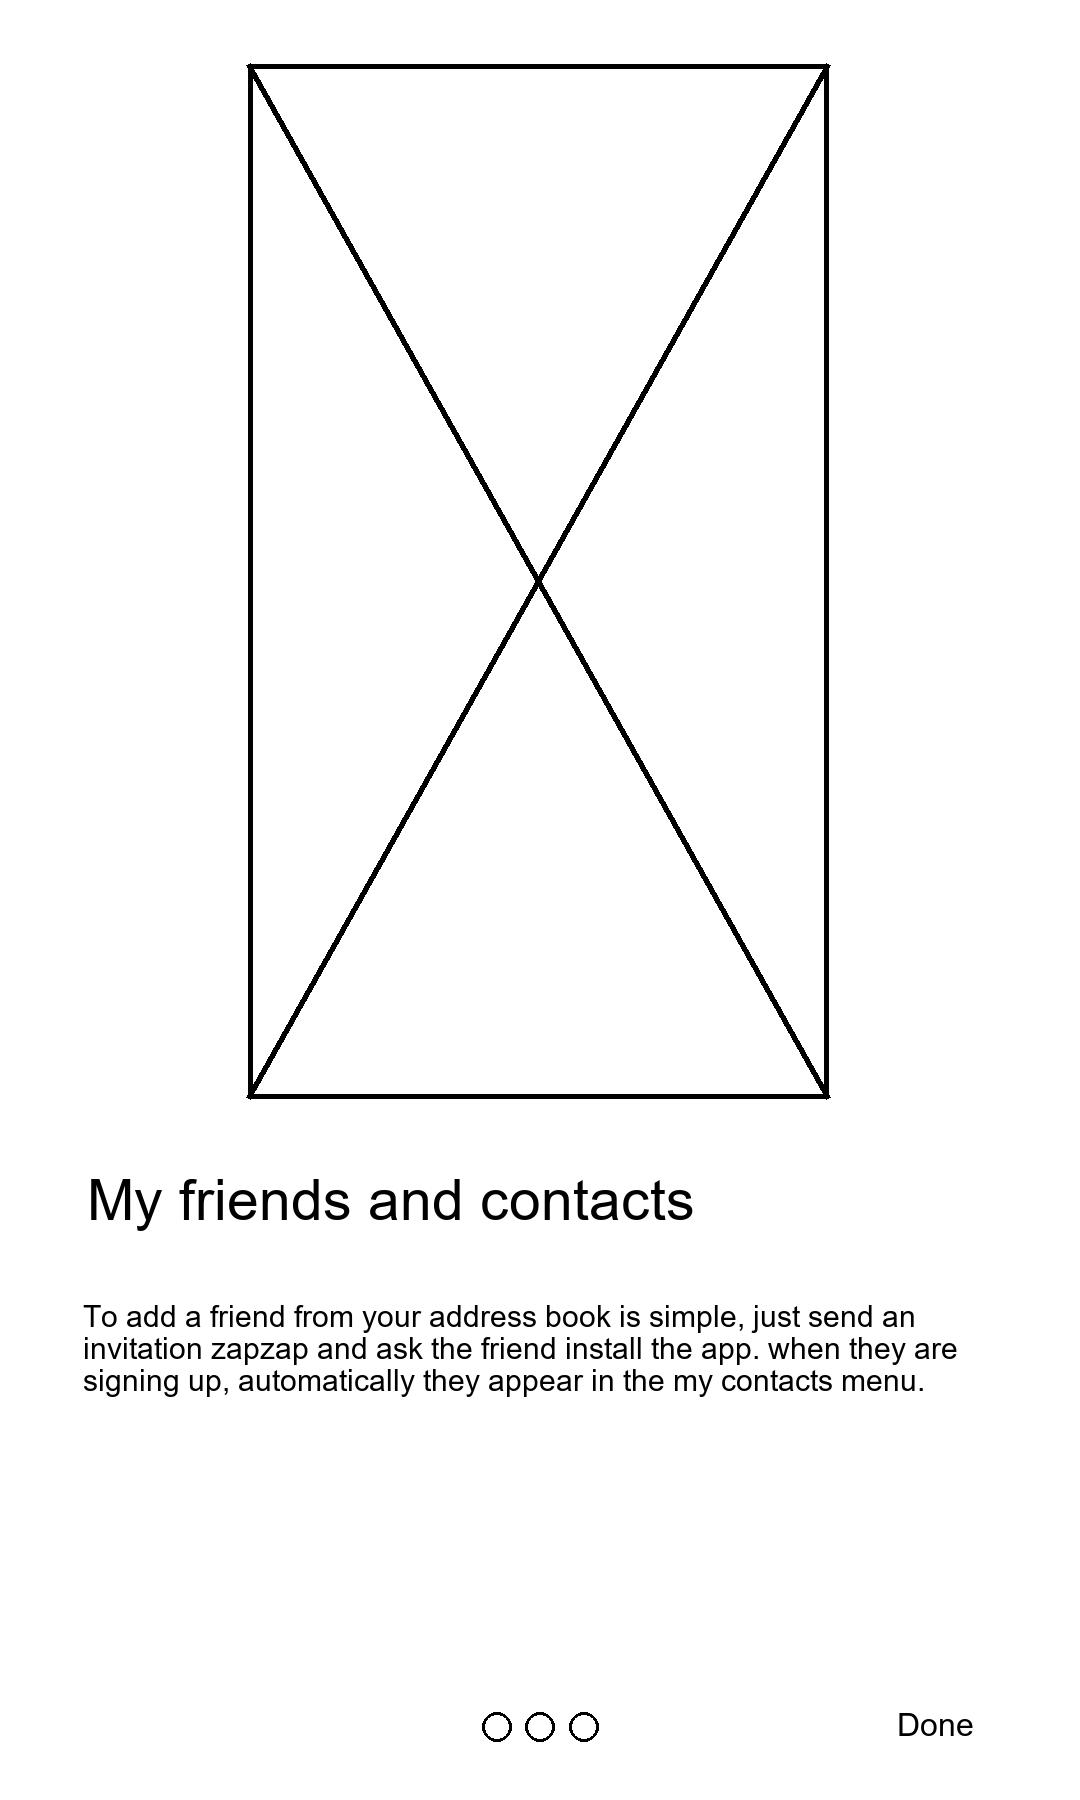 My friends and contacts
To add a friend from your address book is simple, just send an
invitation zapzap and ask the friend install the app. when they are
signing up, automatically they appear in the my contacts menu.
Done